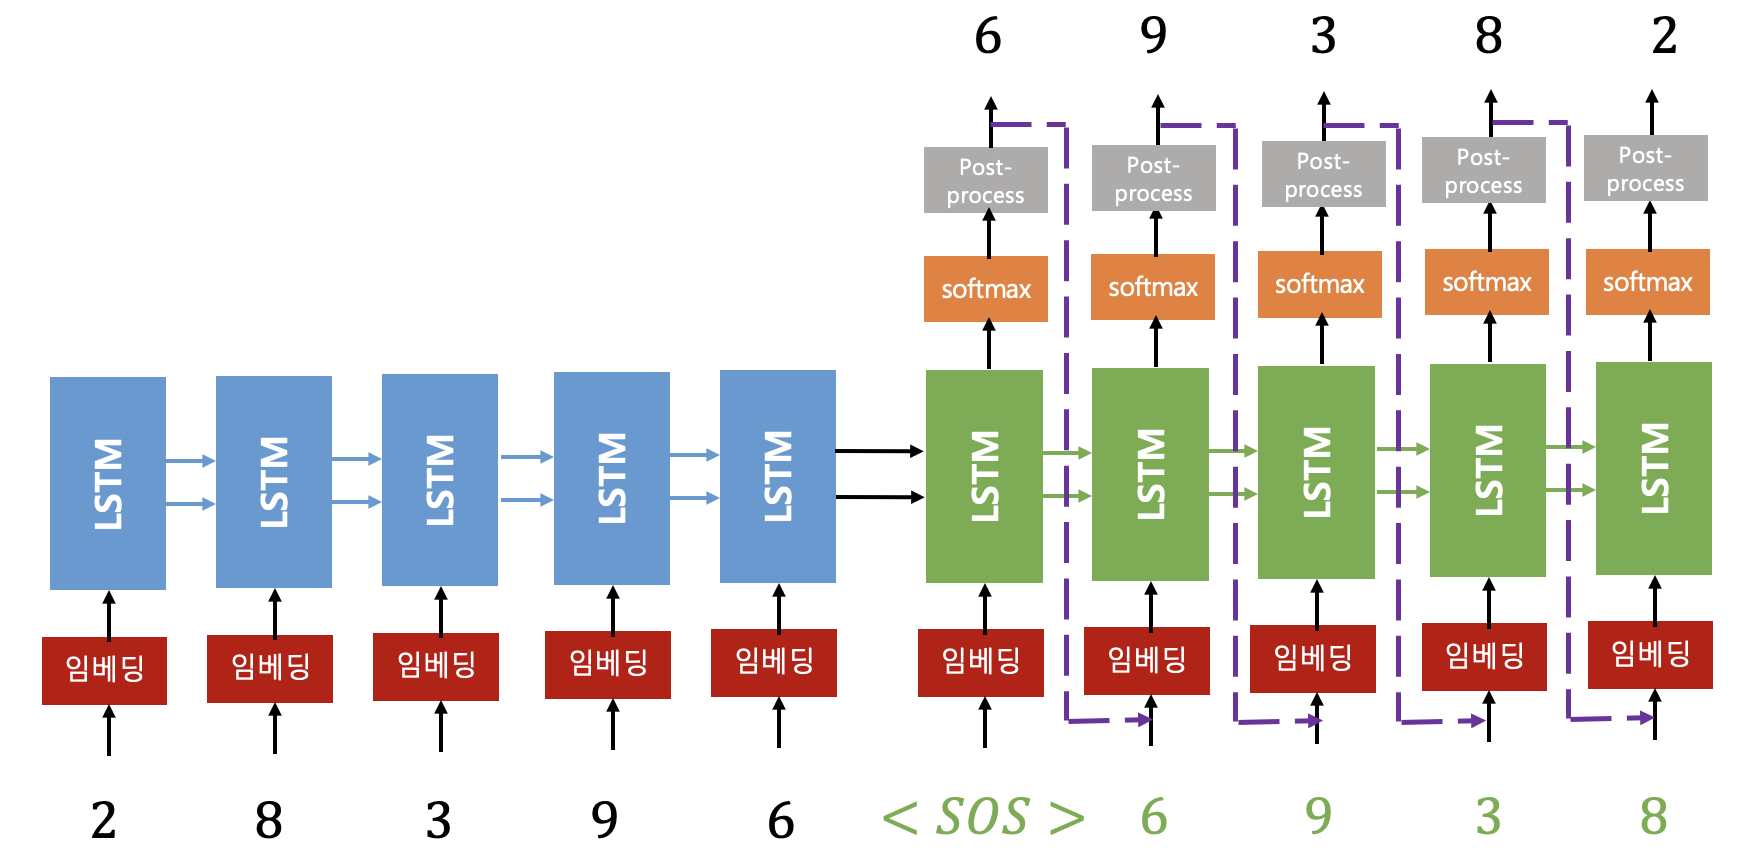 6 9 3 8 2
Post-
process
Post-
process
Post-
process
Post-
process
Post-
process
softmax softmax softmax softmax softmax
LSTM LSTM LSTM LSTM LSTM LSTM LSTM LSTM LSTM LSTM
임베딩 임베딩 임베딩 임베딩 임베딩 임베딩 임베딩 임베딩 임베딩 임베딩
2 8 3 9 6 < SOS > 6 9 3 8